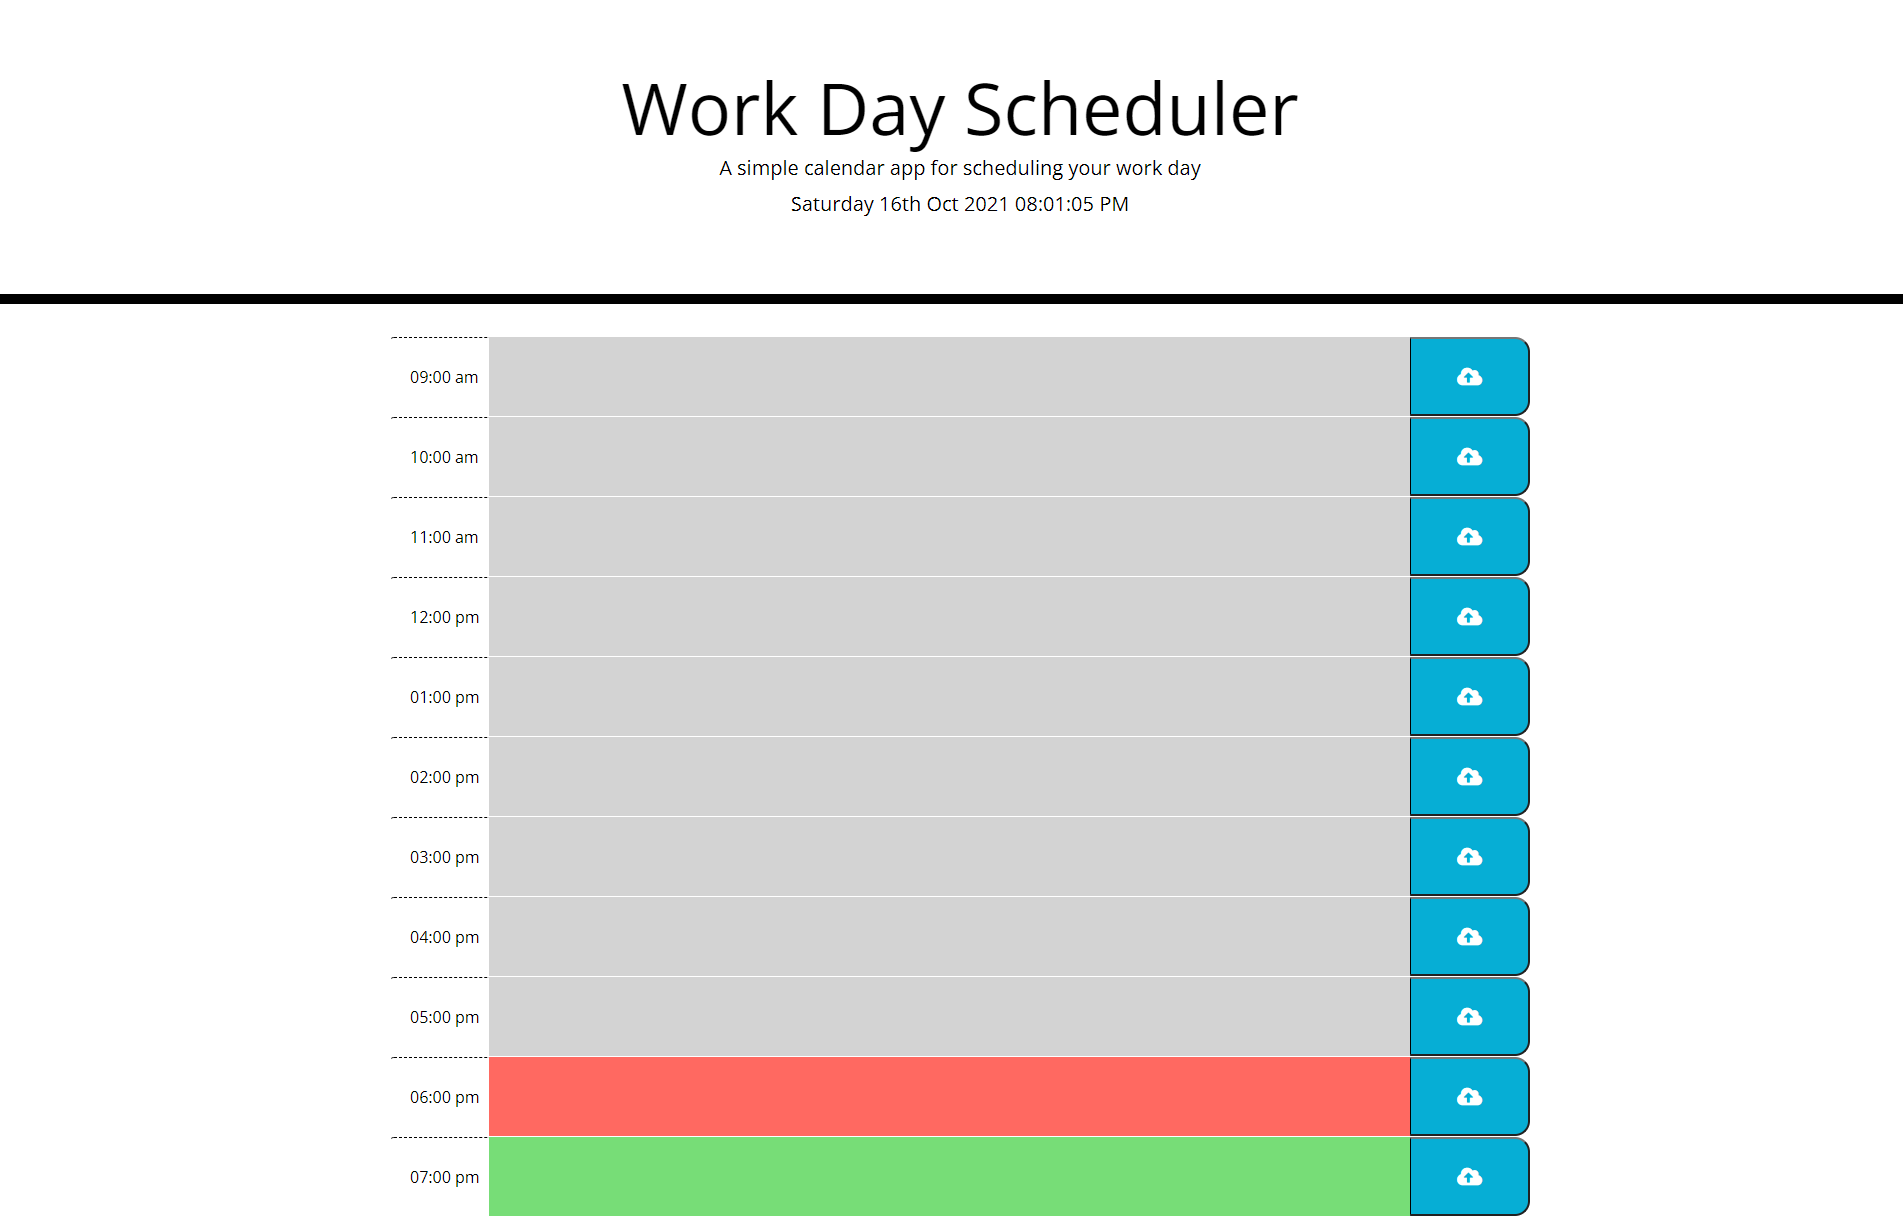 Work Day Scheduler
A simple calendar app for scheduling your work day
Saturday 16th Oct 2021 08:01:05 PM
09:00 am
10:00 am
11:00 am
12:00 pm
01:00 pm
02:00 pm
03:00 pm
04:00 pm
05:00 pm
06:00 pm
07:00 pm